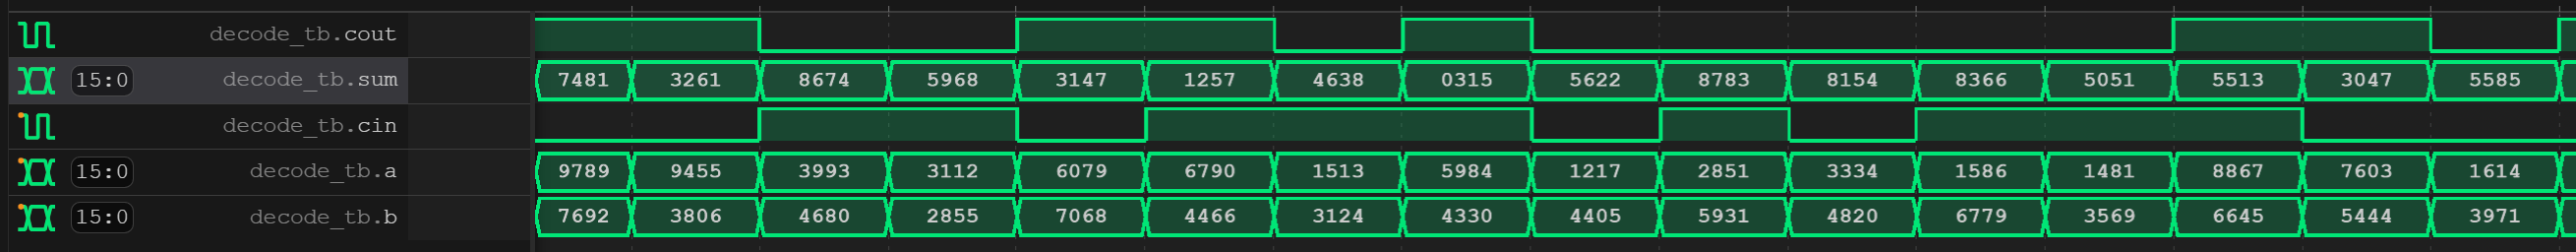 decode_tb.cout
15:0 decode_tb.sum 7481 3261 8674 5968 3147 1257 4638 0315 5622 8783 8154 8366 5051 5513 3047 5585
decode_tb.cin
15:0 decode_tb.a 9789 9455 3993 3112 6079 6790 1513 5984 1217 2851 3334 1586 1481 8867 7603 1614
15:0 decode_tb.b 7692 3806 4680 2855 7068 4466 3124 4330 4405 5931 4820 6779 3569 6645 5444 3971